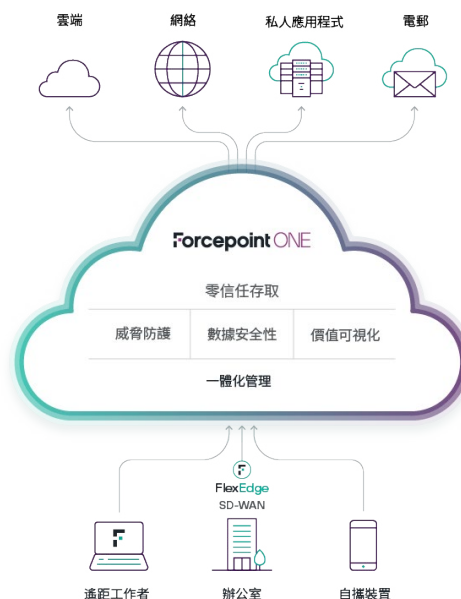 雲端 網絡 私人應用程式 電郵
Forcepoint ONE
零信任存取
威脅防護 數據安全性 價值可視化
一體化管理
FlexEdge
SD-WAN
遙距工作者 辦公室 自攜裝置